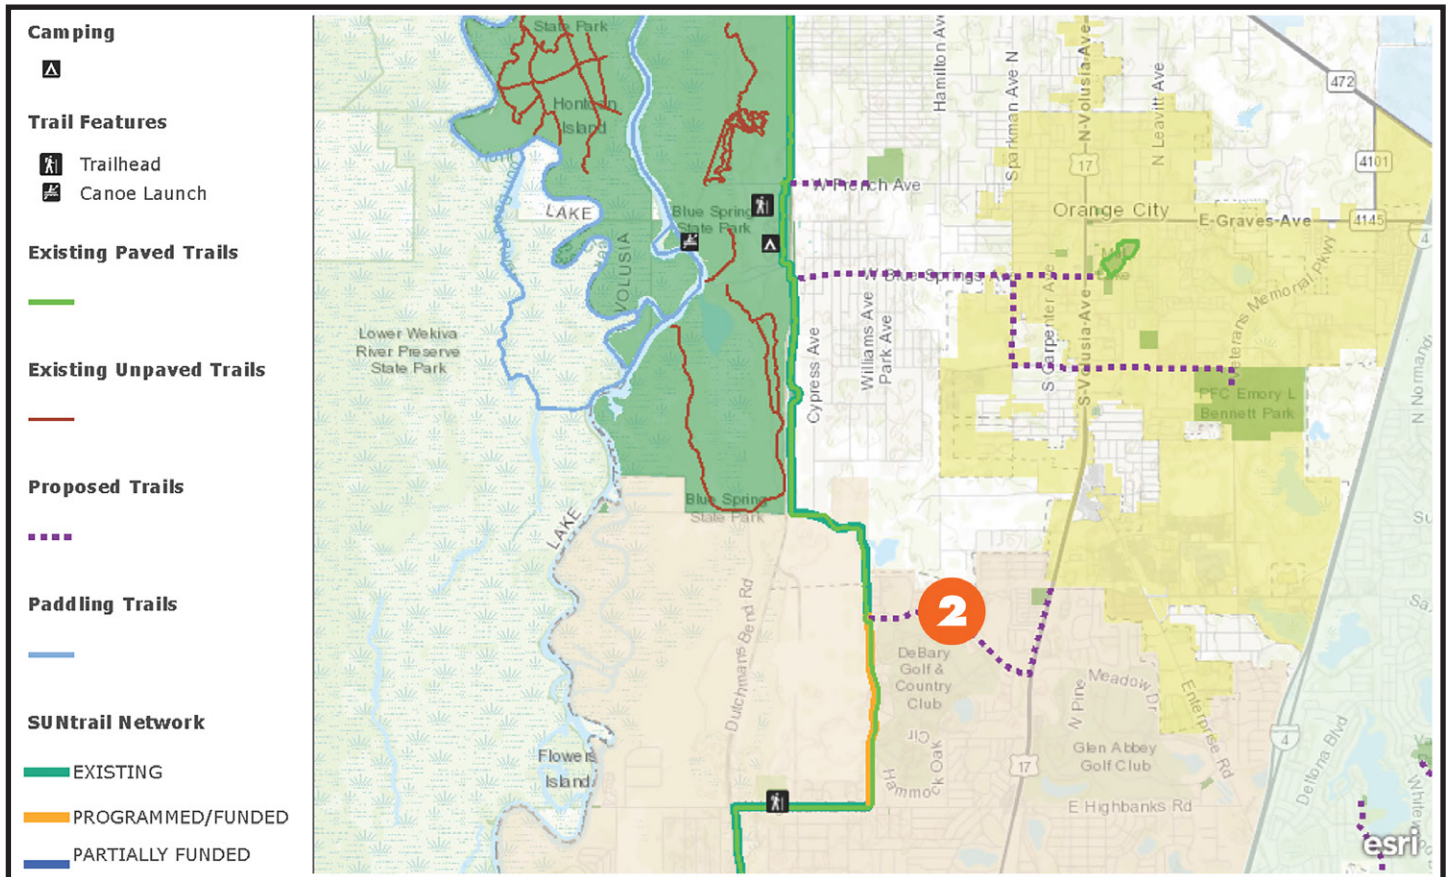 Camping
Trail Features
Trailhead
Canoe Launch
Existing Paved Trails
Existing Unpaved Trails
Proposed Trails
Paddling Trails
SUNtrail Network
EXISTING
PROGRAMMED/FUNDED
PARTIALLY FUNDED
State Park
Hontoon
Island
LAKE
VOLUSIA
Blue Spring
State Park
Lower Wekiva
River Preserve
State Park
LAKE
Blue Spring
State Park
Dutchmans Bend Rd
Flowers
Island
Hamilton Ave
Sparkman Ave N
N-Volusia-Ave
N Leavitt Ave
472
17
4101
W French Ave
Orange City
E-Graves-Ave
4145
4
W Blue Springs
Veterans Memorial Pkwy
Cypress Ave
Williams Ave
Park Ave
S Carpenter Ave
S-Volusia-Ave
PFC Emory L
Bennett Park
N Normandy
2
DeBary
Golf &
Country
Club
N Pine
Meadow Dr
Enterprise Rd
Glen Abbey
Golf Club
17
4
Hammock Oak Cir
E Highbanks Rd
Deltona Blvd
esri